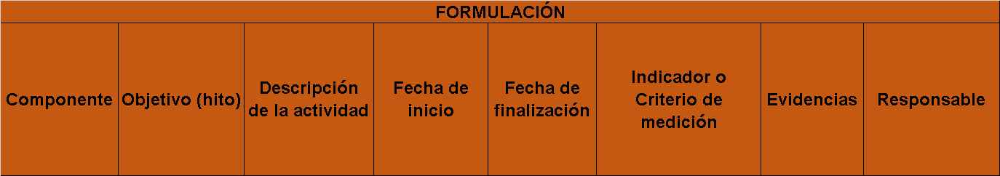 FORMULACIÓN
Componente
Objetivo (hito)
Descripción
de la actividad
Fecha de
inicio
Fecha de
finalización
Indicador o
Criterio de
medición
Evidencias
Responsable